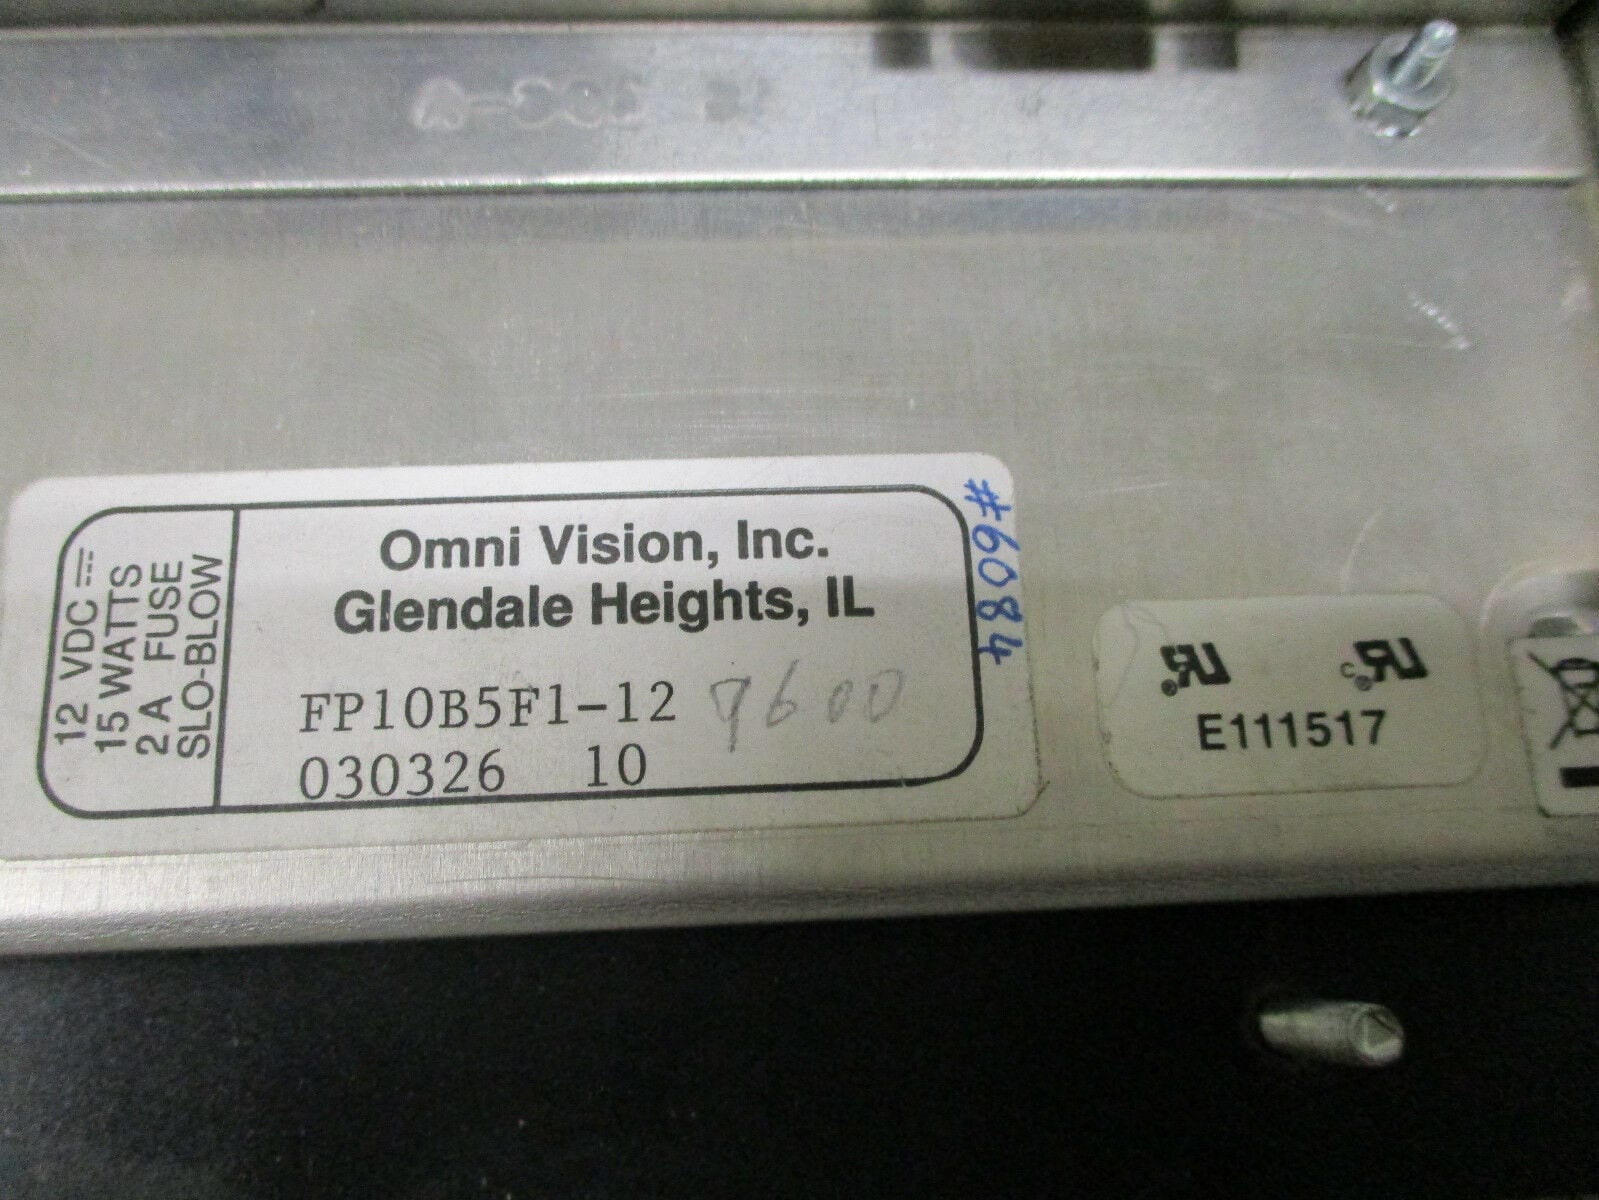 12 VDC
15 WATTS
2 A FUSE
SLO-BLOW
Omni Vision, Inc.
Glendale Heights, IL
FP10B5F1-12
030326 10
#6084
E111517